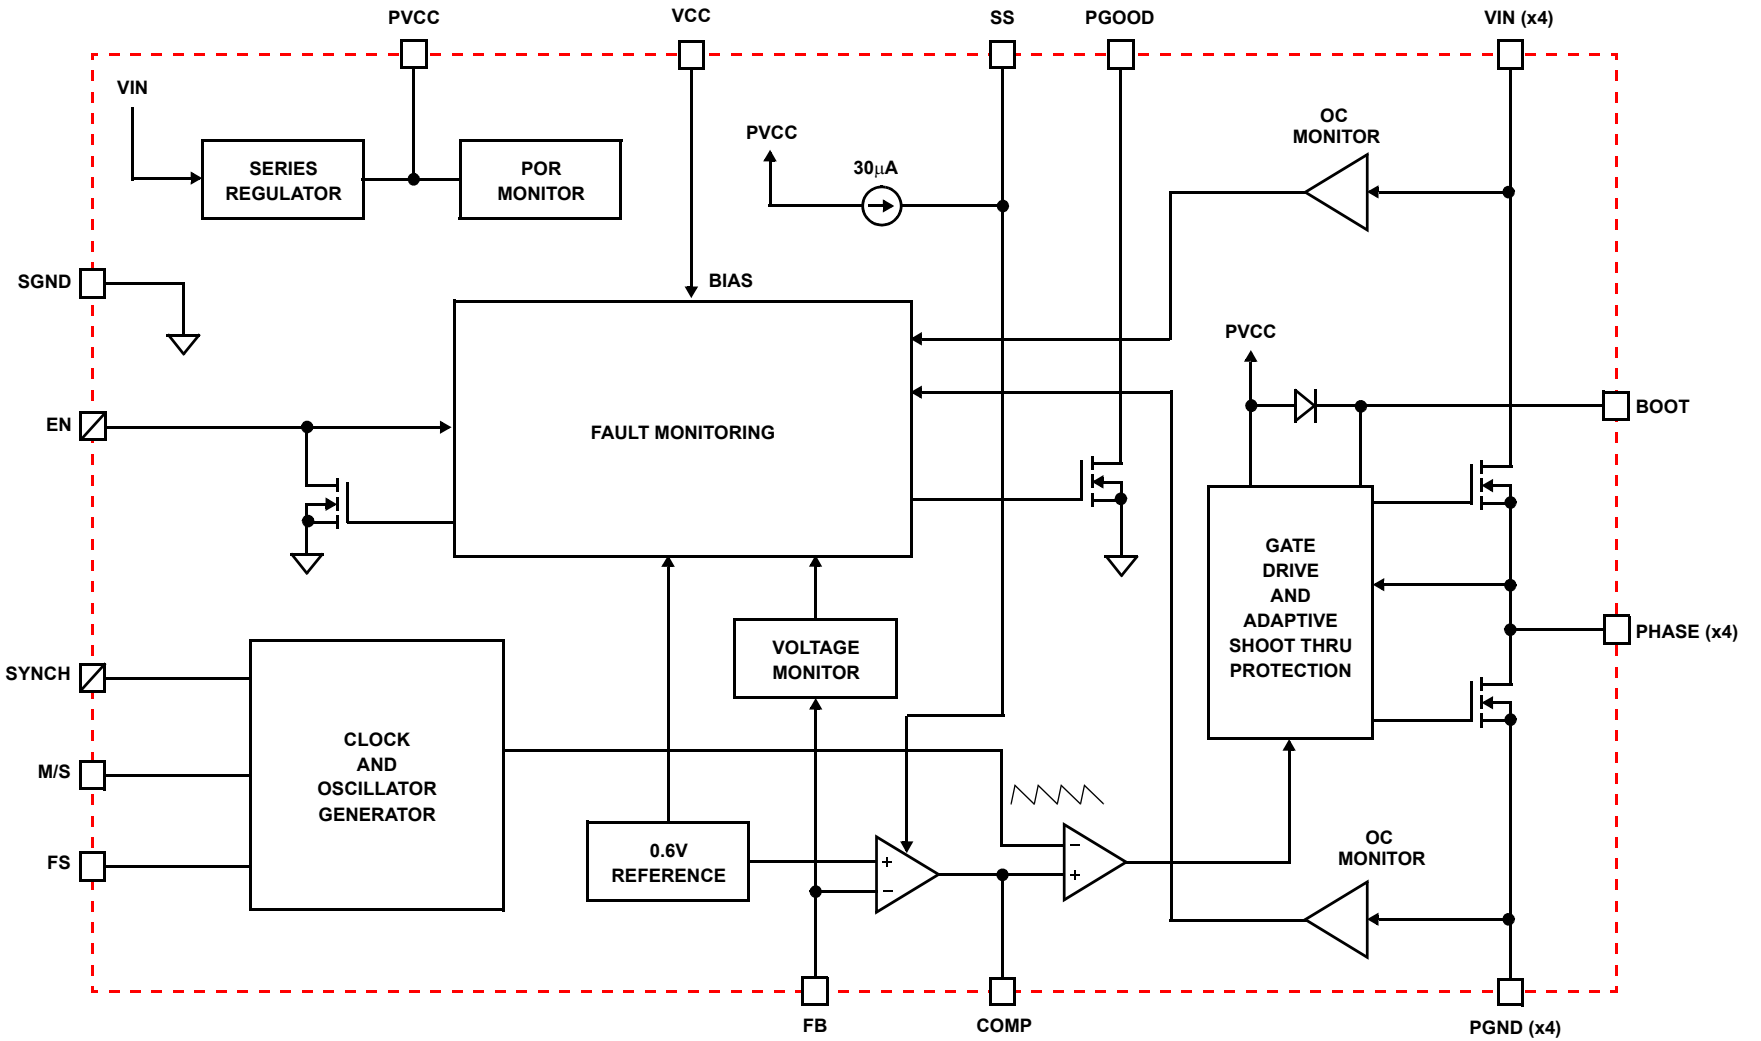 PVCC
VCC
SS
PGOOD
VIN (x4)
VIN
SERIES
REGULATOR
POR
MONITOR
PVCC
30μA
OC
MONITOR
SGND
BIAS
PVCC
EN
FAULT MONITORING
BOOT
GATE
DRIVE
AND
ADAPTIVE
SHOOT THRU
PROTECTION
PHASE (x4)
VOLTAGE
MONITOR
SYNCH
M/S
FS
CLOCK
AND
OSCILLATOR
GENERATOR
0.6V
REFERENCE
+
−
−
+
OC
MONITOR
FB
COMP
PGND (x4)